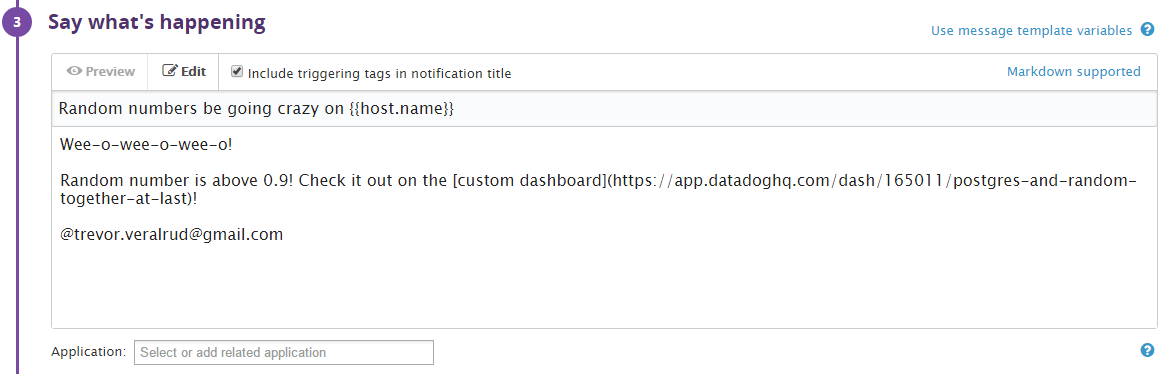 3
Say what's happening
Use message template variables ?
Preview
Edit
Include triggering tags in notification title
Markdown supported
Random numbers be going crazy on {{host.name}}
Wee-o-wee-o-wee-o!
Random number is above 0.9! Check it out on the [custom dashboard](https://app.datadoghq.com/dash/165011/postgres-and-random-
together-at-last)!
@trevor.veralrud@gmail.com
Application:
Select or add related application
?